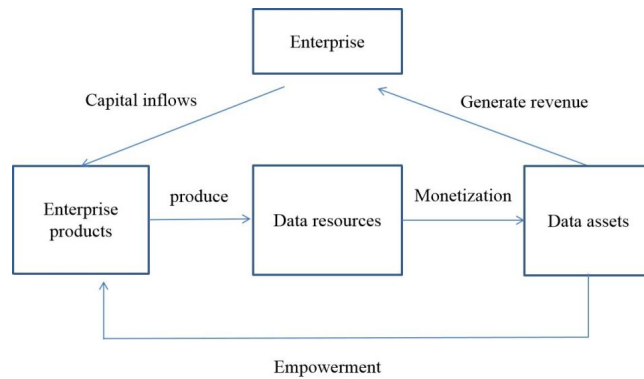 Enterprise
Capital inflows
Generate revenue
Enterprise
products
produce
Data resources
Monetization
Data assets
Empowerment